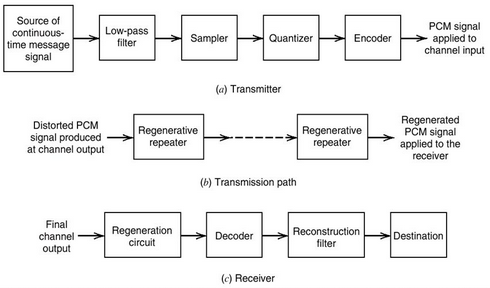 Source of
continuous-
time message
signal
Low-pass
filter
Sampler
Quantizer
Encoder
PCM signal
applied to
channel input
(a) Transmitter
Distorted PCM
signal produced
at channel output
Regenerative
repeater
Regenerative
repeater
Regenerated
PCM signal
applied to the
receiver
(b) Transmission path
Final
channel
output
Regeneration
circuit
Decoder
Reconstruction
filter
Destination
(c) Receiver